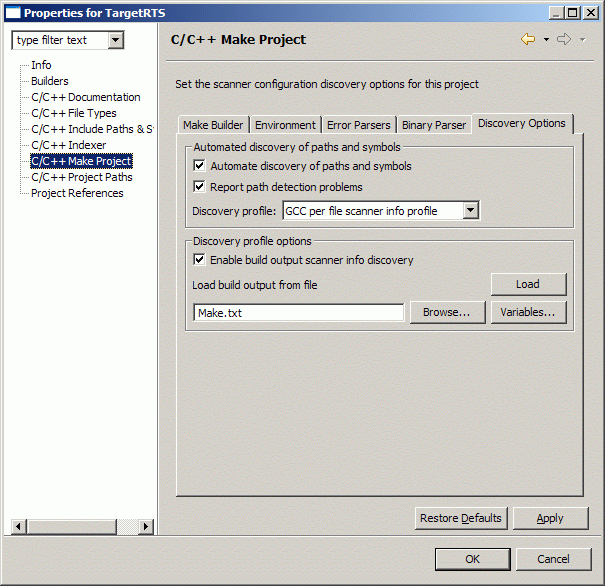 Properties for TargetRTS
type filter text
Info
Builders
C/C++ Documentation
C/C++ File Types
C/C++ Include Paths & S
C/C++ Indexer
C/C++ Make Project
C/C++ Project Paths
Project References
C/C++ Make Project
Set the scanner configuration discovery options for this project
Make Builder Environment Error Parsers Binary Parser Discovery Options
Automated discovery of paths and symbols
Automate discovery of paths and symbols
Report path detection problems
Discovery profile: GCC per file scanner info profile
Discovery profile options
Enable build output scanner info discovery
Load build output from file Load
Make.txt Browse... Variables...
Restore Defaults Apply
OK Cancel